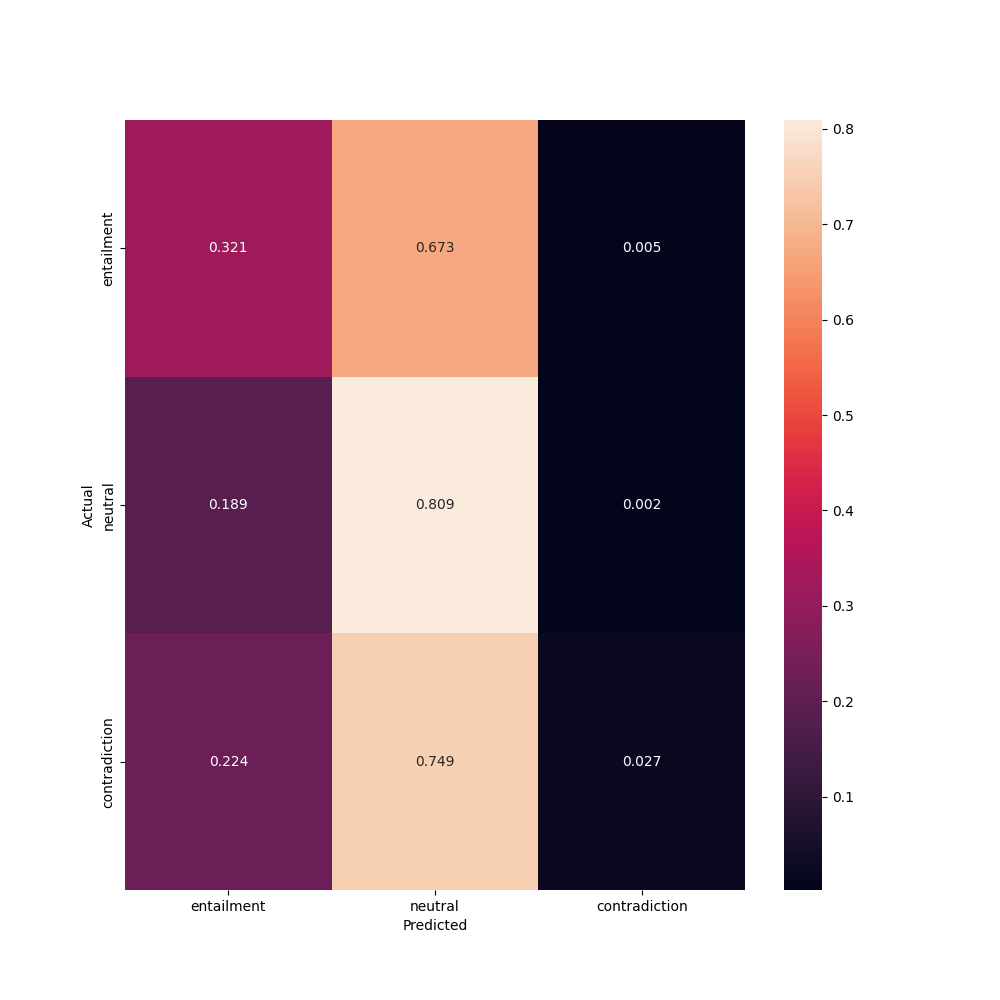 entailment
0.321 0.673 0.005
Actual
neutral
0.189 0.809 0.002
contradiction
0.224 0.749 0.027
entailment neutral contradiction
Predicted
0.8
0.7
0.6
0.5
0.4
0.3
0.2
0.1